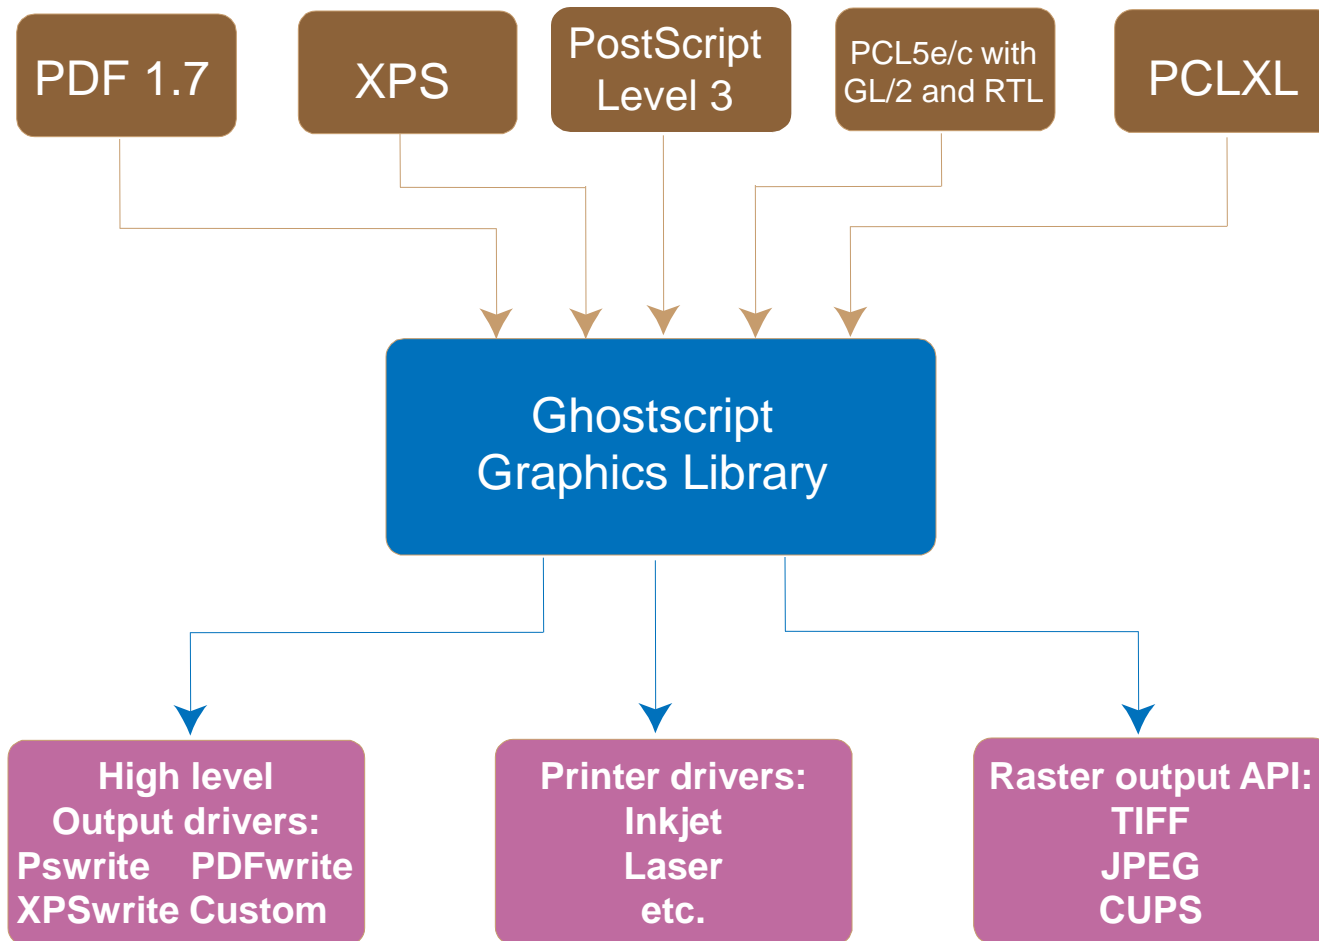 PDF 1.7
XPS
PostScript
Level 3
PCL5e/c with
GL/2 and RTL
PCLXL
Ghostscript
Graphics Library
High level
Output drivers:
Pswrite PDFwrite
XPSwrite Custom
Printer drivers:
Inkjet
Laser
etc.
Raster output API:
TIFF
JPEG
CUPS